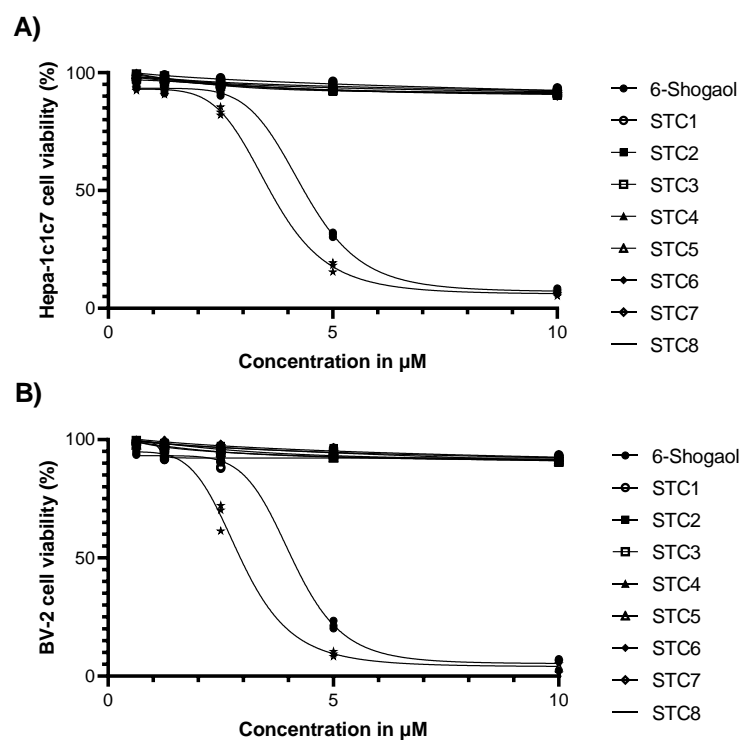 A)
Hepa-1c1c7 cell viability (%)
100
50
0
0 5 10
Concentration in µM
6-Shogaol
STC1
STC2
STC3
STC4
STC5
STC6
STC7
STC8
B)
BV-2 cell viability (%)
100
50
0
0 5 10
Concentration in µM
6-Shogaol
STC1
STC2
STC3
STC4
STC5
STC6
STC7
STC8